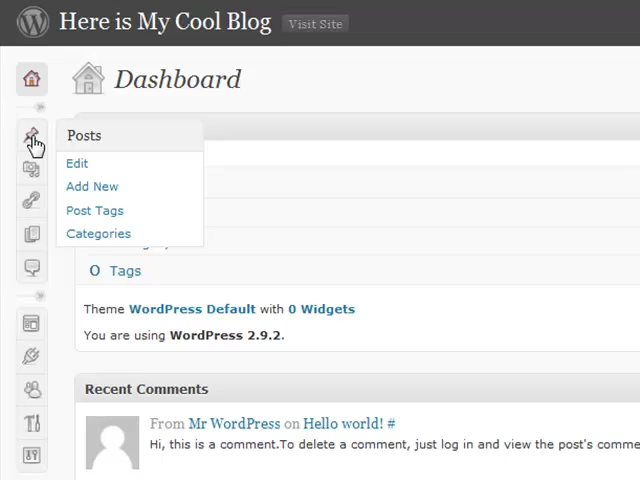 Here is My Cool Blog Visit Site
Dashboard
Posts
Edit
Add New
Post Tags
Categories
0 Tags
Theme WordPress Default with 0 Widgets
You are using WordPress 2.9.2.
Recent Comments
From Mr WordPress on Hello world! #
Hi, this is a comment.To delete a comment, just log in and view the post's comme